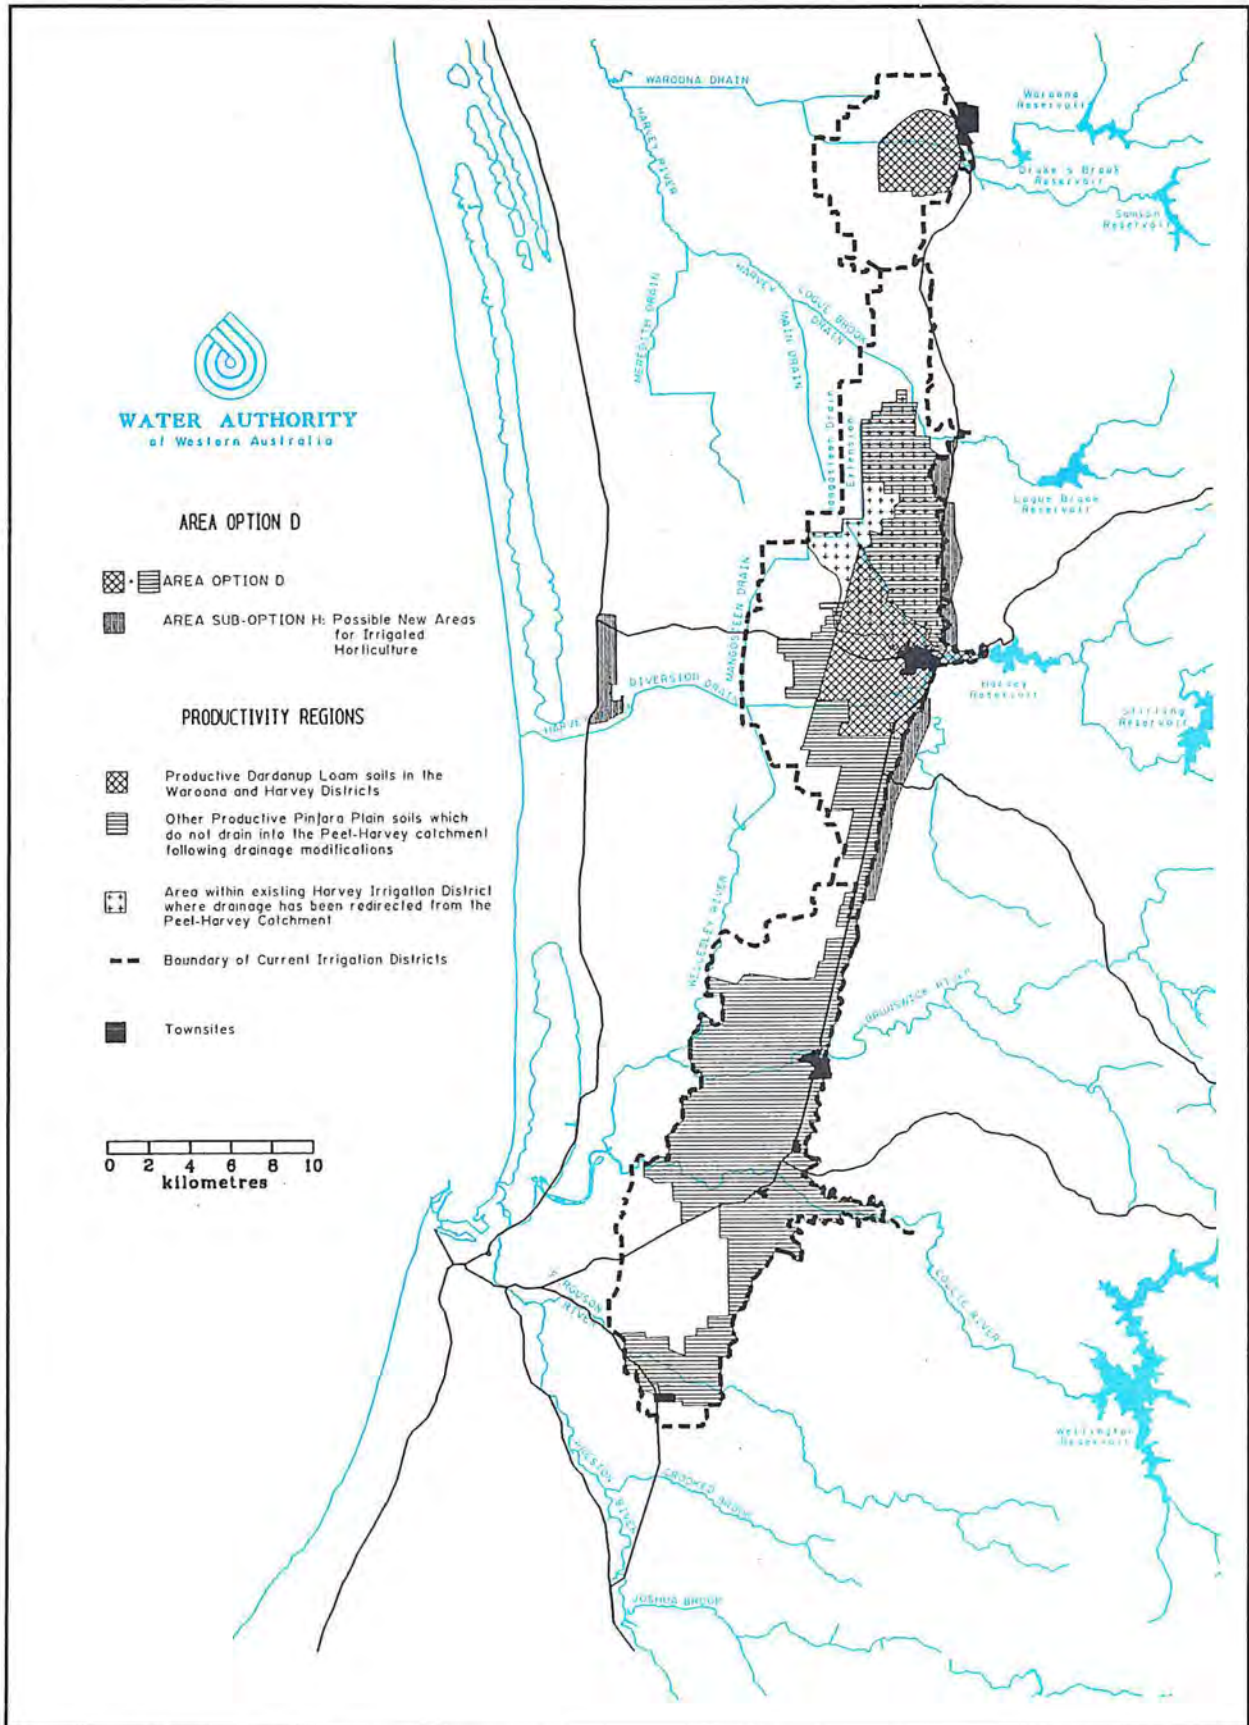 WAROONA DRAIN
Waroona
Reservoir
HARVEY RIVER
Drake s Brook
Reservoir
Samson
Reservoir
HARVEY
MAIN DRAIN
LOGUE BROOK
DRAIN
MEREDITH DRAIN
WATER AUTHORITY
of Western Australia
Mangosteen Drain
Extension
Logue Brook
Reservoir
AREA OPTION D
AREA OPTION D
AREA SUB-OPTION H: Possible New Areas
for Irrigated
Horticulture
MANGOSTEEN DRAIN
DIVERSION DRAIN
Harvey
Reservoir
Stirling
Reservoir
PRODUCTIVITY REGIONS
Productive Dardanup Loam soils in the
Waroona and Harvey Districts
Other Productive Pinjara Plain soils which
do not drain into the Peel-Harvey catchment
following drainage modifications
Area within existing Harvey Irrigation District
where drainage has been redirected from the
Peel-Harvey Catchment
Boundary of Current Irrigation Districts
Townsites
WELLESLEY RIVER
BRUNSWICK RIVER
0 2 4 6 8 10
kilometres
FERGUSON
RIVER
COLLIE RIVER
Wellington
Reservoir
PRESTON RIVER
CROOKED BROOK
JOSHUA BROOK